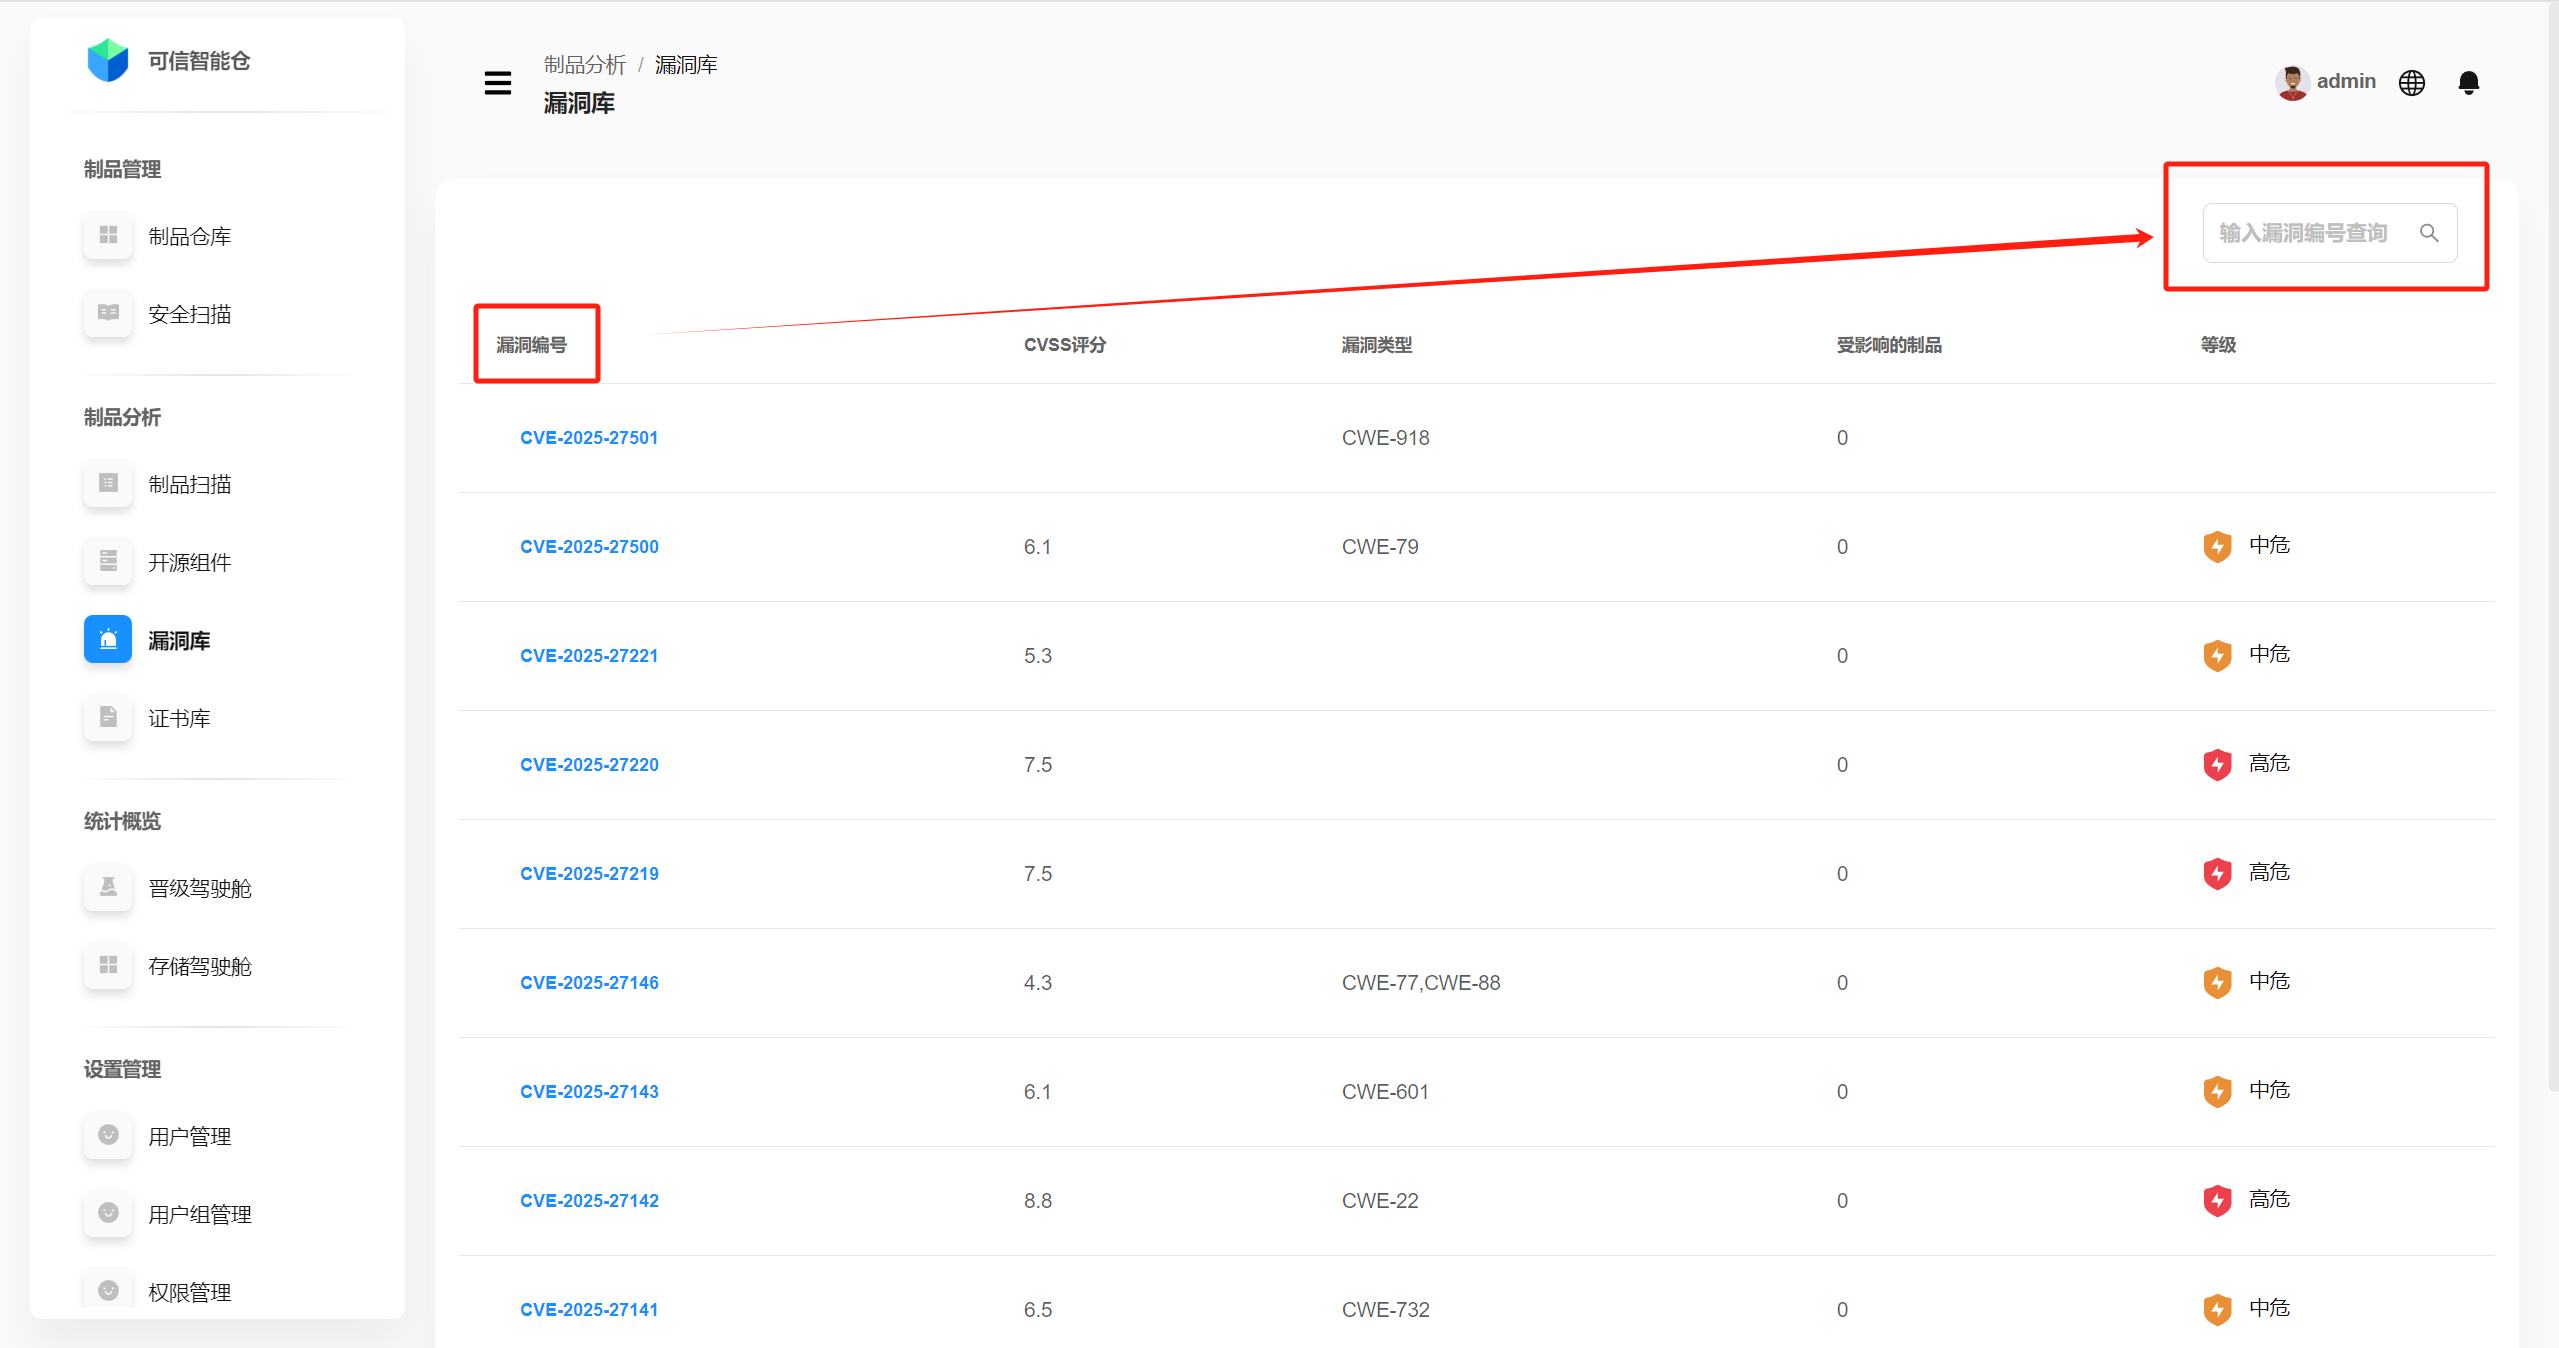 可信智能仓
制品管理
制品仓库
安全扫描
制品分析
制品扫描
开源组件
漏洞库
证书库
统计概览
晋级驾驶舱
存储驾驶舱
设置管理
用户管理
用户组管理
权限管理
制品分析 / 漏洞库
漏洞库
admin
输入漏洞编号查询
漏洞编号 CVSS评分 漏洞类型 受影响的制品 等级
CVE-2025-27501 CWE-918 0
CVE-2025-27500 6.1 CWE-79 0 中危
CVE-2025-27221 5.3 0 中危
CVE-2025-27220 7.5 0 高危
CVE-2025-27219 7.5 0 高危
CVE-2025-27146 4.3 CWE-77,CWE-88 0 中危
CVE-2025-27143 6.1 CWE-601 0 中危
CVE-2025-27142 8.8 CWE-22 0 高危
CVE-2025-27141 6.5 CWE-732 0 中危